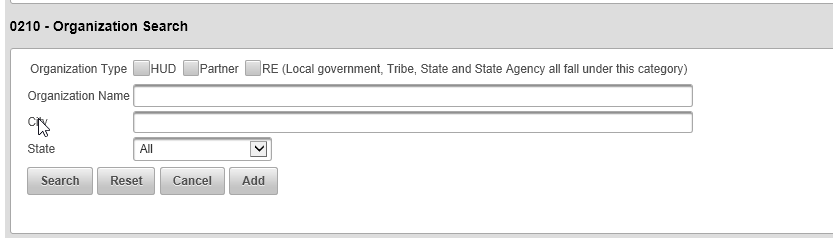 0210 - Organization Search
Organization Type HUD Partner RE (Local government, Tribe, State and State Agency all fall under this category)
Organization Name
City
State All
Search Reset Cancel Add